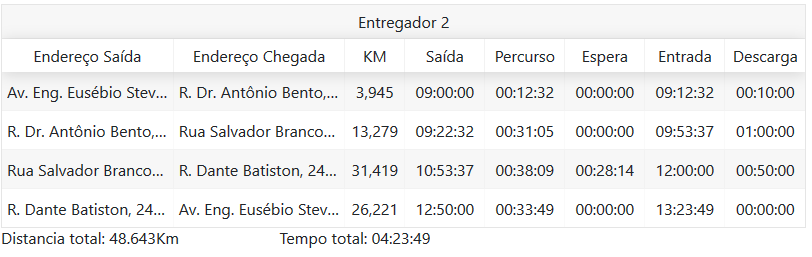 Entregador 2
Endereço Saída Endereço Chegada KM Saída Percurso Espera Entrada Descarga
Av. Eng. Eusébio Stev... R. Dr. Antônio Bento,... 3,945 09:00:00 00:12:32 00:00:00 09:12:32 00:10:00
R. Dr. Antônio Bento,... Rua Salvador Branco... 13,279 09:22:32 00:31:05 00:00:00 09:53:37 01:00:00
Rua Salvador Branco... R. Dante Batiston, 24... 31,419 10:53:37 00:38:09 00:28:14 12:00:00 00:50:00
R. Dante Batiston, 24... Av. Eng. Eusébio Stev... 26,221 12:50:00 00:33:49 00:00:00 13:23:49 00:00:00
Distancia total: 48.643Km Tempo total: 04:23:49